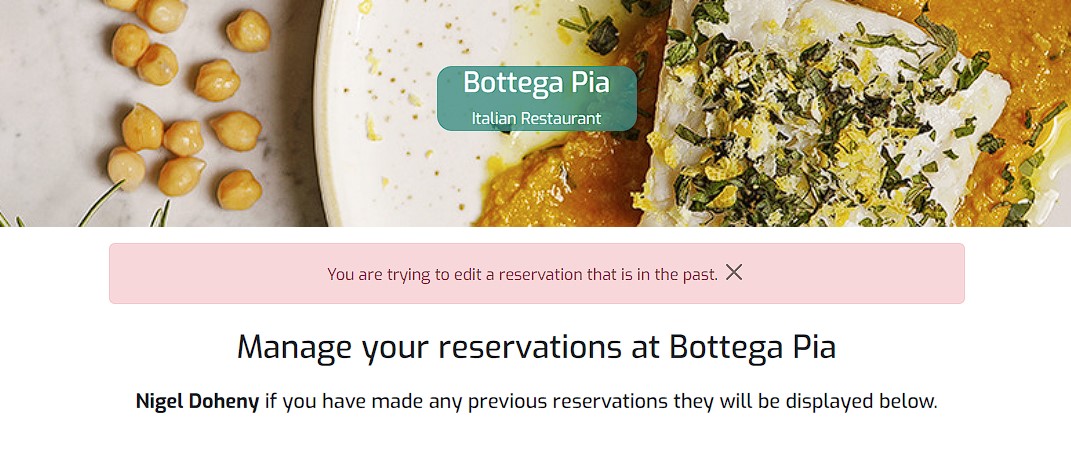 Bottega Pia
Italian Restaurant
You are trying to edit a reservation that is in the past.
Manage your reservations at Bottega Pia
Nigel Doheny if you have made any previous reservations they will be displayed below.